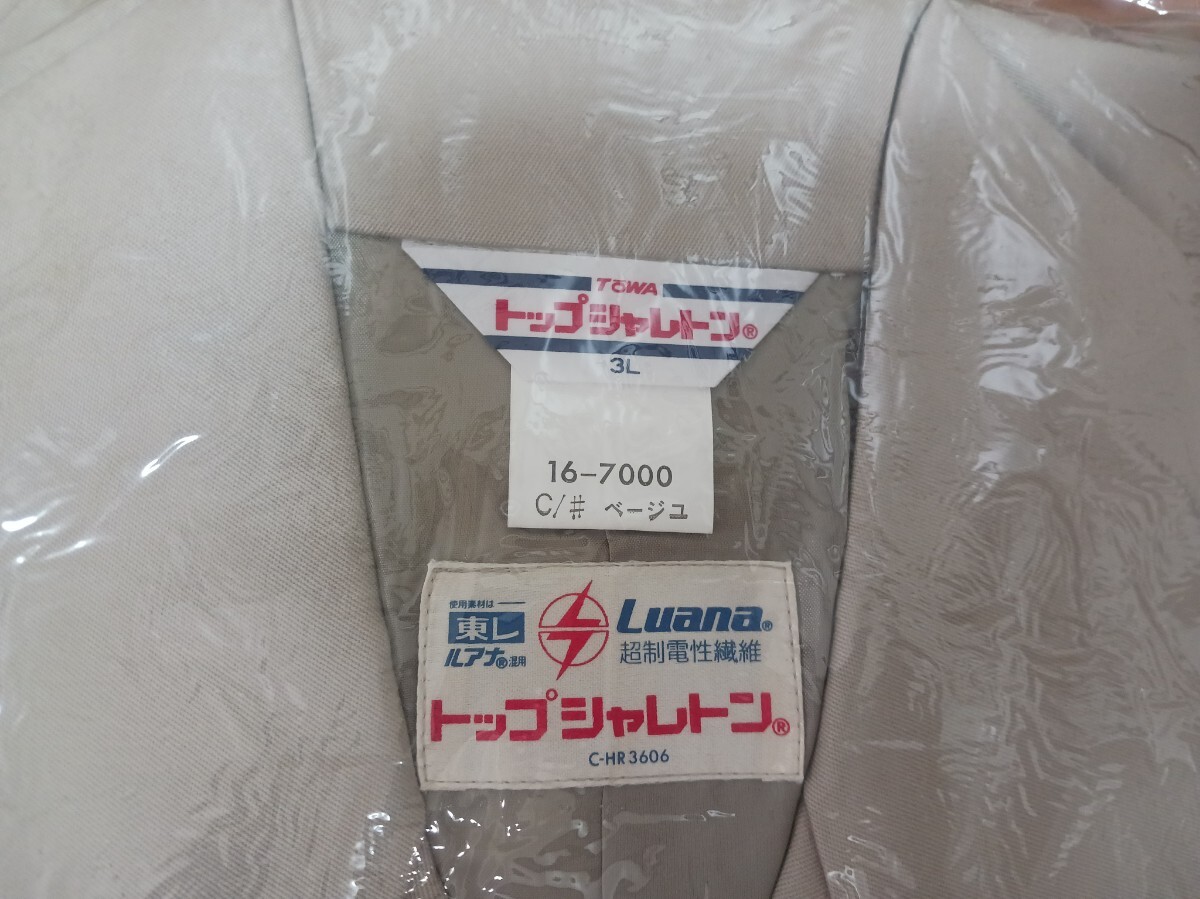 TOWA
トップシャレトン®
3L
16-7000
C/# ベージュ
使用素材は
東レ
ルアナ®混用
Luana®
超制電性繊維
トップシャレトン®
C-HR3606